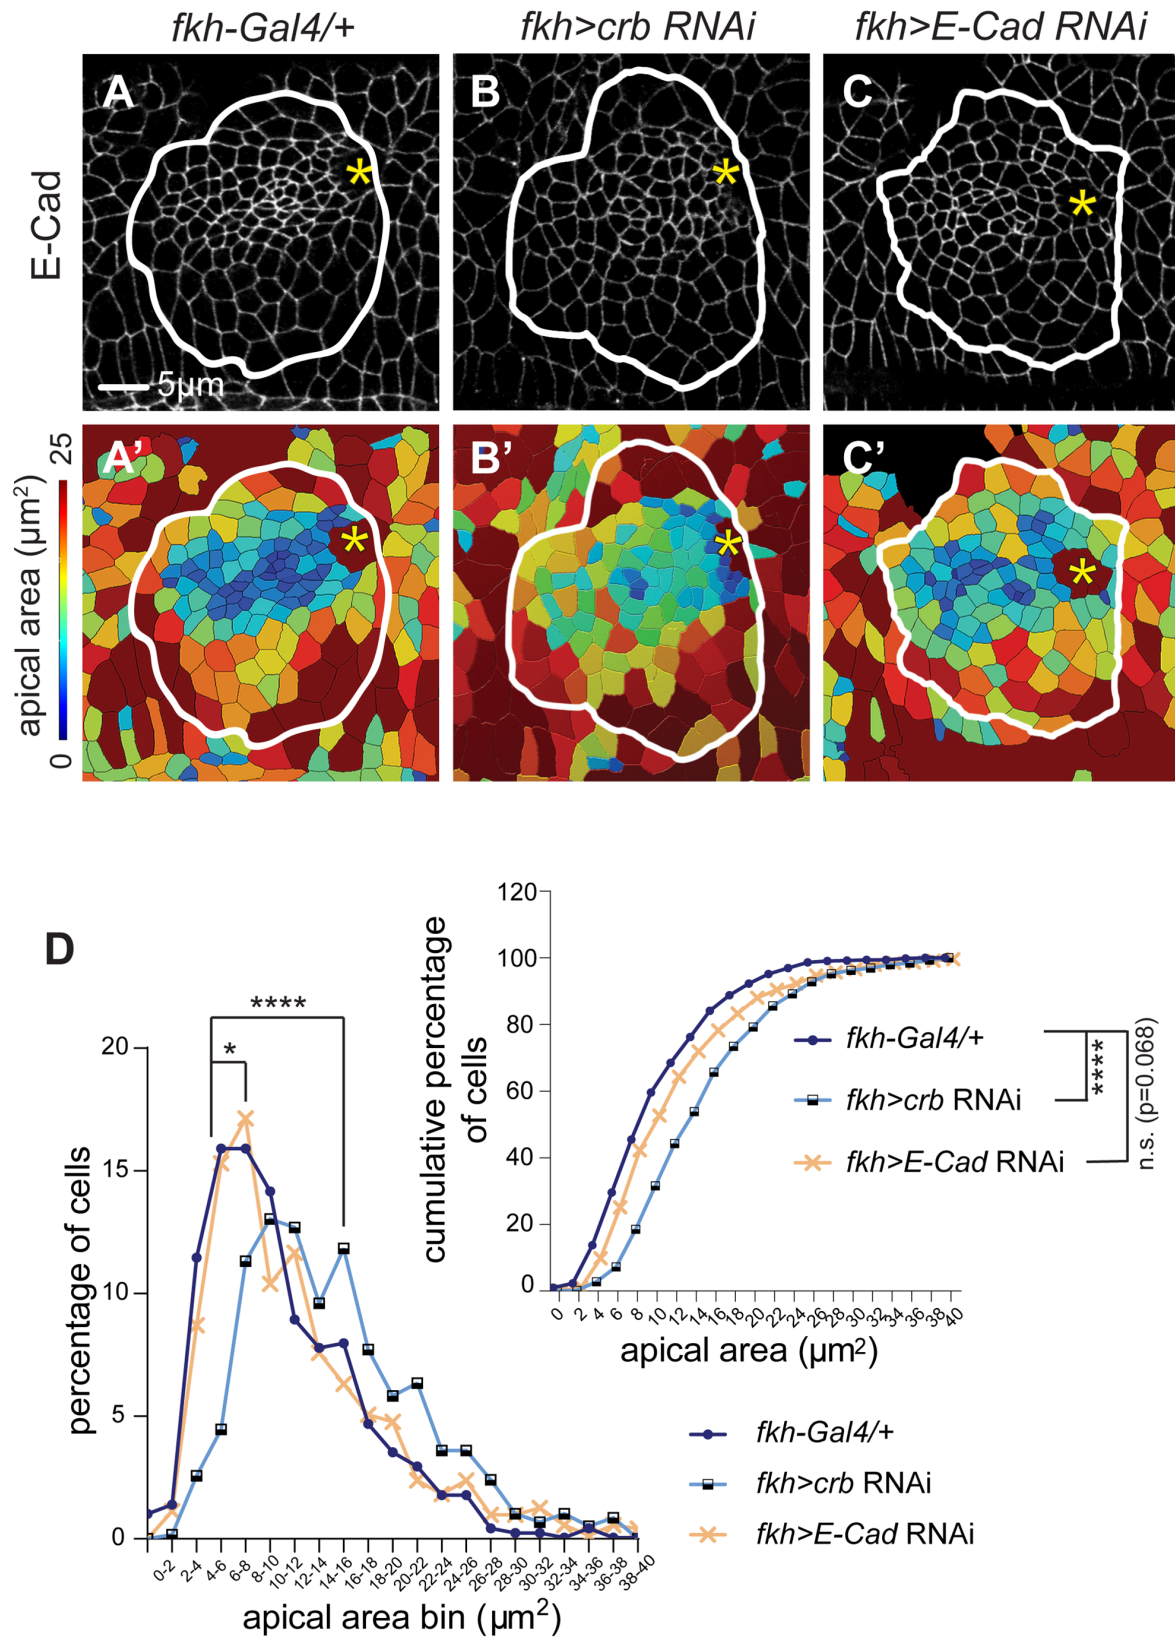 fkh-Gal4/+
fkh>crb RNAi
fkh>E-Cad RNAi
E-Cad
A
B
C
*
*
*
5µm
apical area (µm²)
25
0
A'
B'
C'
*
*
*
D
percentage of cells
20
15
10
5
0
*
****
0-2
2-4
4-6
6-8
8-10
10-12
12-14
14-16
16-18
18-20
20-22
22-24
24-26
26-28
28-30
30-32
32-34
34-36
36-38
38-40
apical area bin (µm²)
cumulative percentage
of cells
120
100
80
60
40
20
0
0
2
4
6
8
10
12
14
16
18
20
22
24
26
28
30
32
34
36
38
40
apical area (µm²)
fkh-Gal4/+
fkh>crb RNAi
fkh>E-Cad RNAi
****
n.s. (p=0.068)
fkh-Gal4/+
fkh>crb RNAi
fkh>E-Cad RNAi